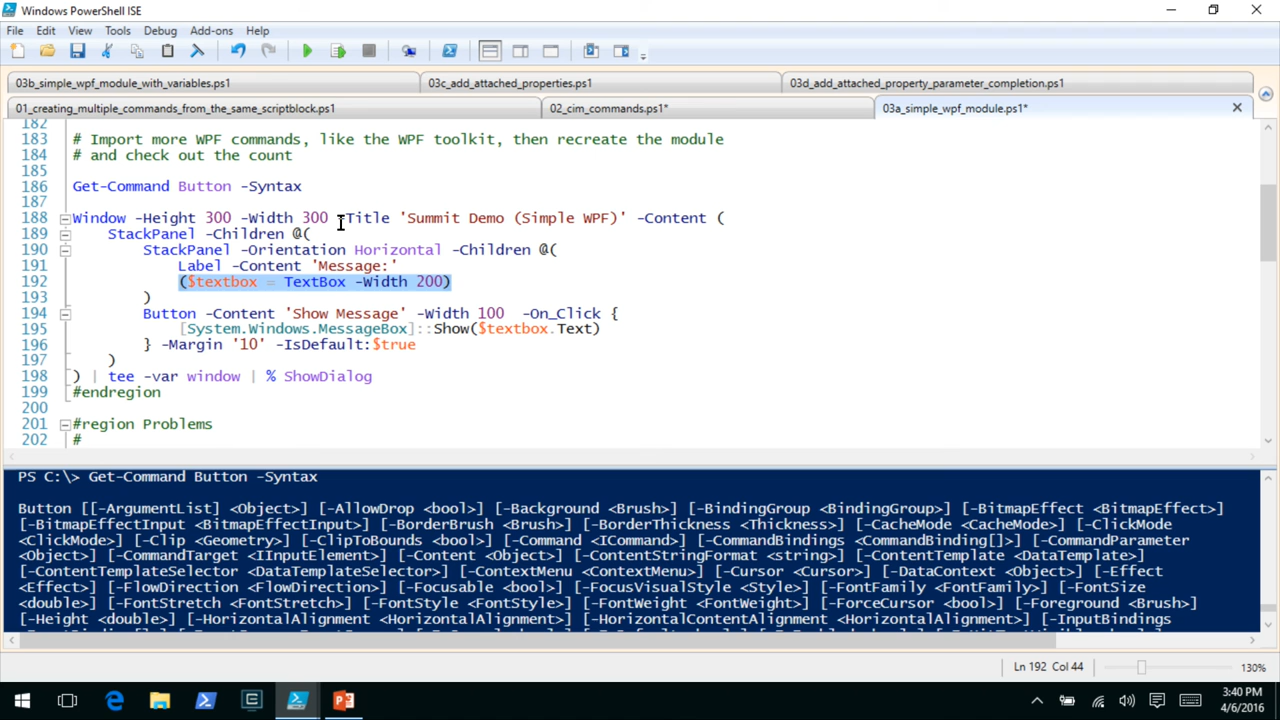 Windows PowerShell ISE
File Edit View Tools Debug Add-ons Help
03b_simple_wpf_module_with_variables.ps1 03c_add_attached_properties.ps1 03d_add_attached_property_parameter_completion.ps1
01_creating_multiple_commands_from_the_same_scriptblock.ps1 02_cim_commands.ps1* 03a_simple_wpf_module.ps1*
182
183 # Import more WPF commands, like the WPF toolkit, then recreate the module
184 # and check out the count
185
186 Get-Command Button -Syntax
187
188 Window -Height 300 -Width 300 -Title 'Summit Demo (Simple WPF)' -Content (
189 StackPanel -Children @(
190 StackPanel -Orientation Horizontal -Children @(
191 Label -Content 'Message:'
192 ($textbox = TextBox -Width 200)
193 )
194 Button -Content 'Show Message' -Width 100 -On_Click {
195 [System.Windows.MessageBox]::Show($textbox.Text)
196 } -Margin '10' -IsDefault:$true
197 )
198 ) | tee -var window | % ShowDialog
199 #endregion
200
201 #region Problems
202 #
PS C:\> Get-Command Button -Syntax
Button [[-ArgumentList] <Object>] [-AllowDrop <bool>] [-Background <Brush>] [-BindingGroup <BindingGroup>] [-BitmapEffect <BitmapEffect>]
[-BitmapEffectInput <BitmapEffectInput>] [-BorderBrush <Brush>] [-BorderThickness <Thickness>] [-CacheMode <CacheMode>] [-ClickMode
<ClickMode>] [-Clip <Geometry>] [-ClipToBounds <bool>] [-Command <ICommand>] [-CommandBindings <CommandBinding[]>] [-CommandParameter
<Object>] [-CommandTarget <IInputElement>] [-Content <Object>] [-ContentStringFormat <string>] [-ContentTemplate <DataTemplate>]
[-ContentTemplateSelector <DataTemplateSelector>] [-ContextMenu <ContextMenu>] [-Cursor <Cursor>] [-DataContext <Object>] [-Effect
<Effect>] [-FlowDirection <FlowDirection>] [-Focusable <bool>] [-FocusVisualStyle <Style>] [-FontFamily <FontFamily>] [-FontSize
<double>] [-FontStretch <FontStretch>] [-FontStyle <FontStyle>] [-FontWeight <FontWeight>] [-ForceCursor <bool>] [-Foreground <Brush>]
[-Height <double>] [-HorizontalAlignment <HorizontalAlignment>] [-HorizontalContentAlignment <HorizontalAlignment>] [-InputBindings
Ln 192 Col 44 130%
3:40 PM
4/6/2016